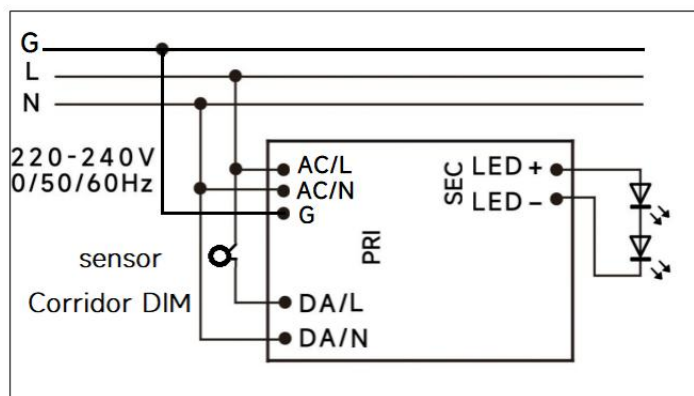 G
L
N
220-240V
0/50/60Hz
AC/L
AC/N
G
PRI
SEC
LED +
LED -
sensor
Corridor DIM
DA/L
DA/N